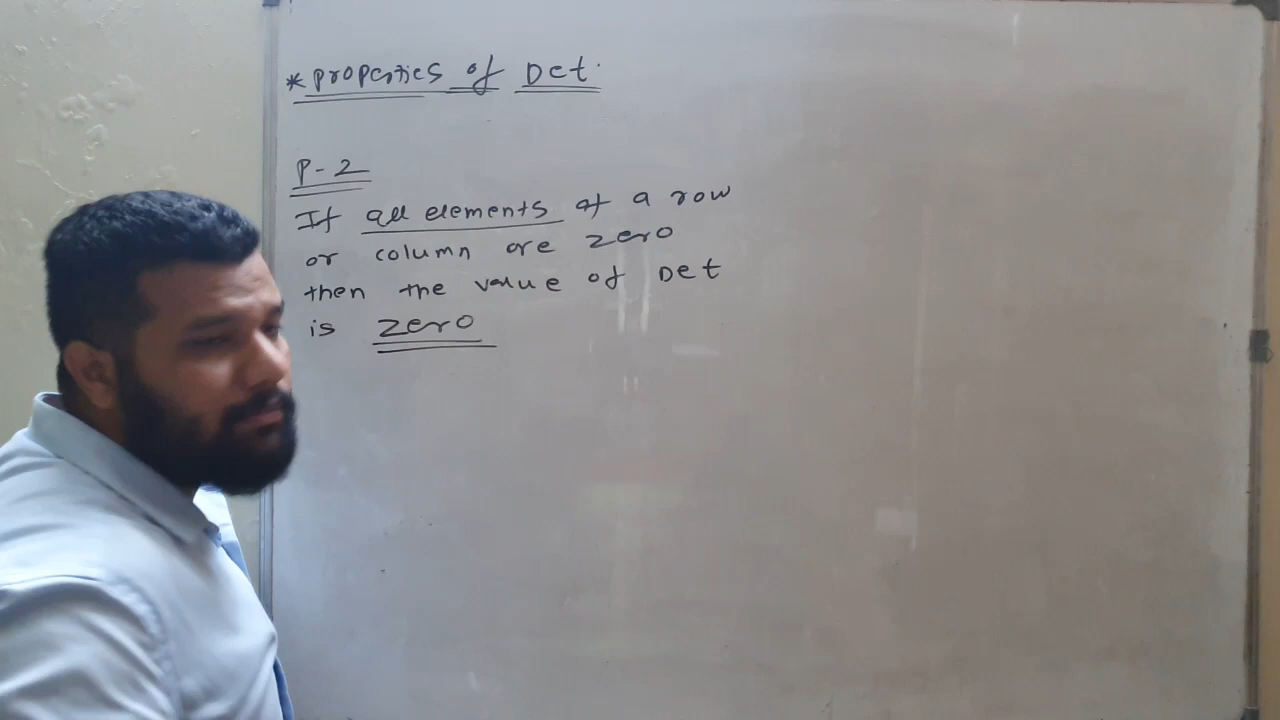 * Properties of Det.
P-2
If all elements of a row
or column are zero
then the value of Det
is zero